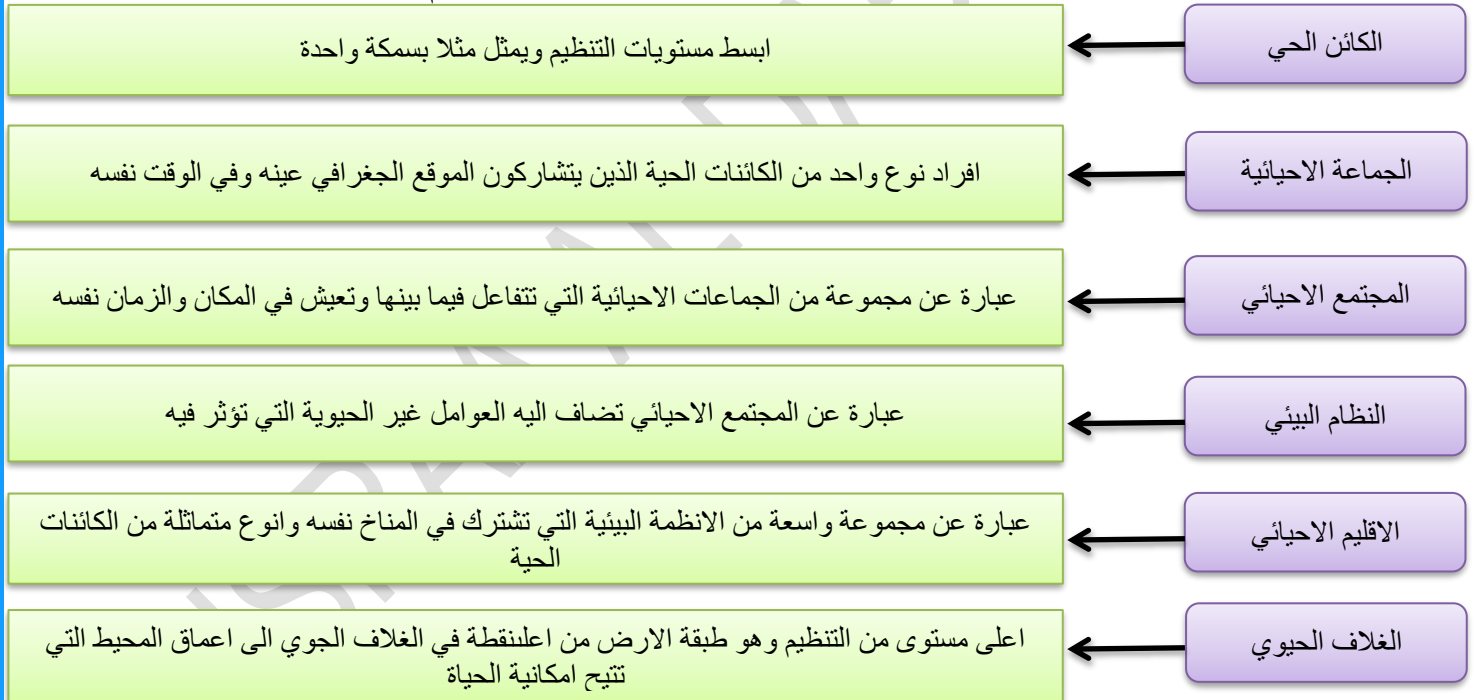 الكائن الحي
ابسط مستويات التنظيم ويمثل مثلا بسمكة واحدة
الجماعة الاحيائية
افراد نوع واحد من الكائنات الحية الذين يتشاركون الموقع الجغرافي عينه وفي الوقت نفسه
المجتمع الاحيائي
عبارة عن مجموعة من الجماعات الاحيائية التي تتفاعل فيما بينها وتعيش في المكان والزمان نفسه
النظام البيئي
عبارة عن المجتمع الاحيائي تضاف اليه العوامل غير الحيوية التي تؤثر فيه
الاقليم الاحيائي
عبارة عن مجموعة واسعة من الانظمة البيئية التي تشترك في المناخ نفسه وانوع متماثلة من الكائنات
الحية
الغلاف الحيوي
اعلى مستوى من التنظيم وهو طبقة الارض من اعلىنقطة في الغلاف الجوي الى اعماق المحيط التي
تتيح امكانية الحياة